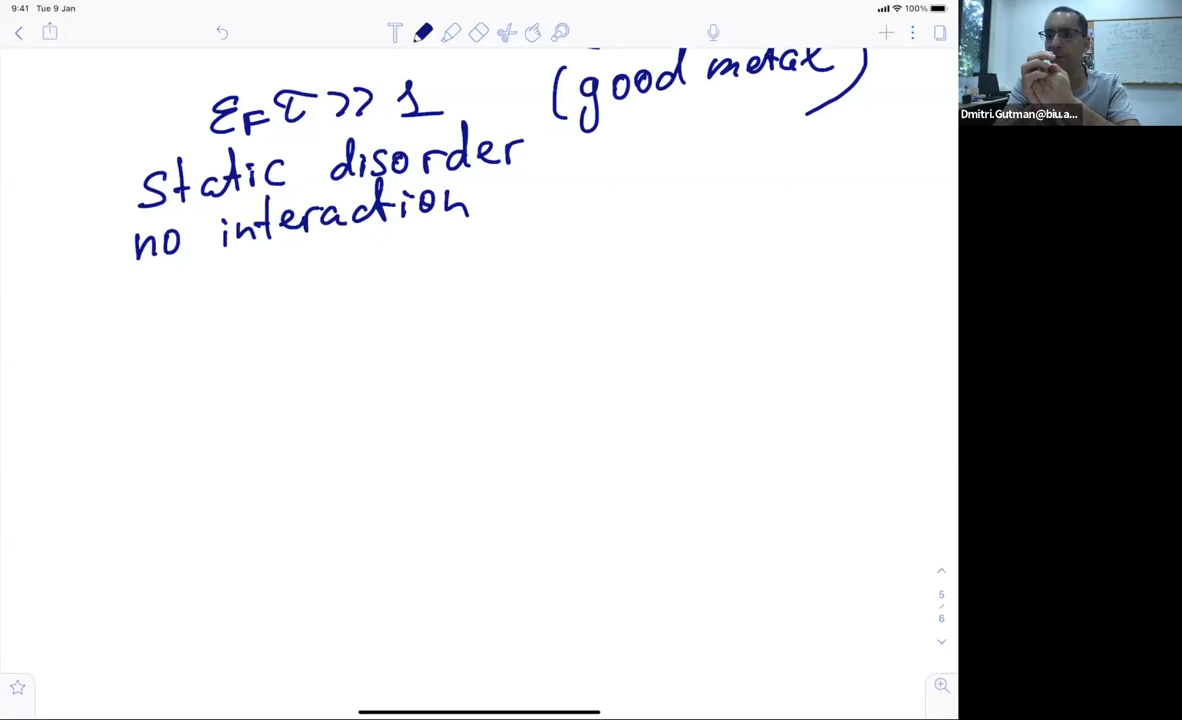 9:41 Tue 9 Jan
100%
T
(good metal)
ε_F τ >> 1
static disorder
no interaction
Dmitri.Gutman@biu.a...
5
/
6